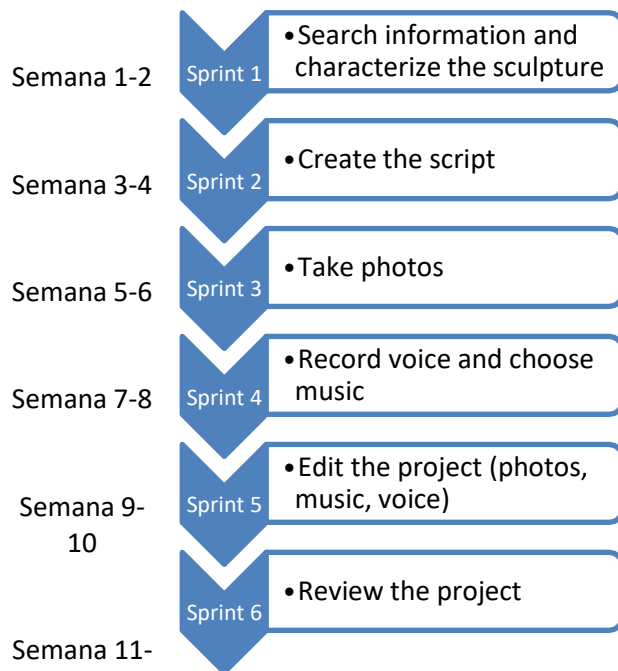 Semana 1-2
Sprint 1
•Search information and
characterize the sculpture
Semana 3-4
Sprint 2
•Create the script
Semana 5-6
Sprint 3
•Take photos
Semana 7-8
Sprint 4
•Record voice and choose
music
Semana 9-
10
Sprint 5
•Edit the project (photos,
music, voice)
Semana 11-
Sprint 6
•Review the project